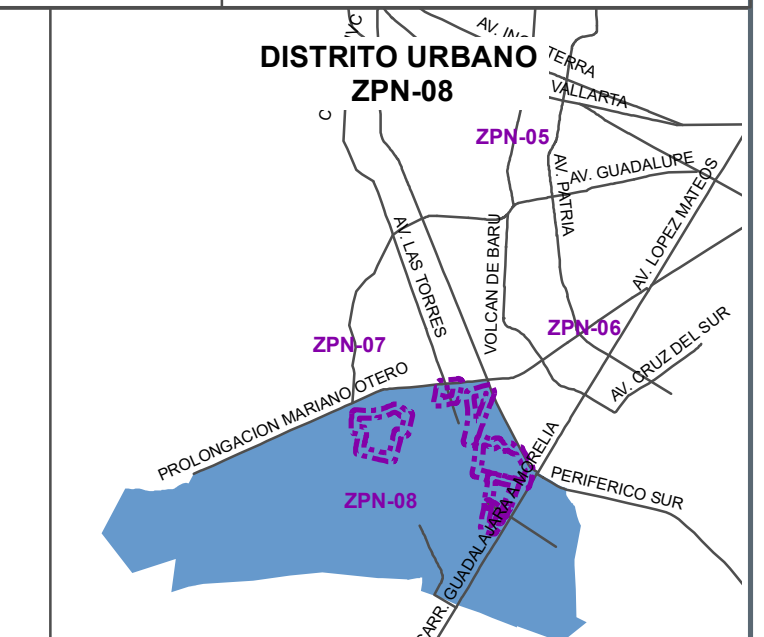 AV. 
DISTRITO URBANO
ZPN-08
TERRA
VALLARTA
ZPN-05
AV. GUADALUPE
AV. PATRIA
AV. LOPEZ MATEOS
AV. LAS TORRES
VOLCAN DE BARU
ZPN-07
ZPN-06
AV. CRUZ DEL SUR
PROLONGACION MARIANO OTERO
ZPN-08
PERIFERICO SUR
CARR. GUADALAJARA A MORELIA